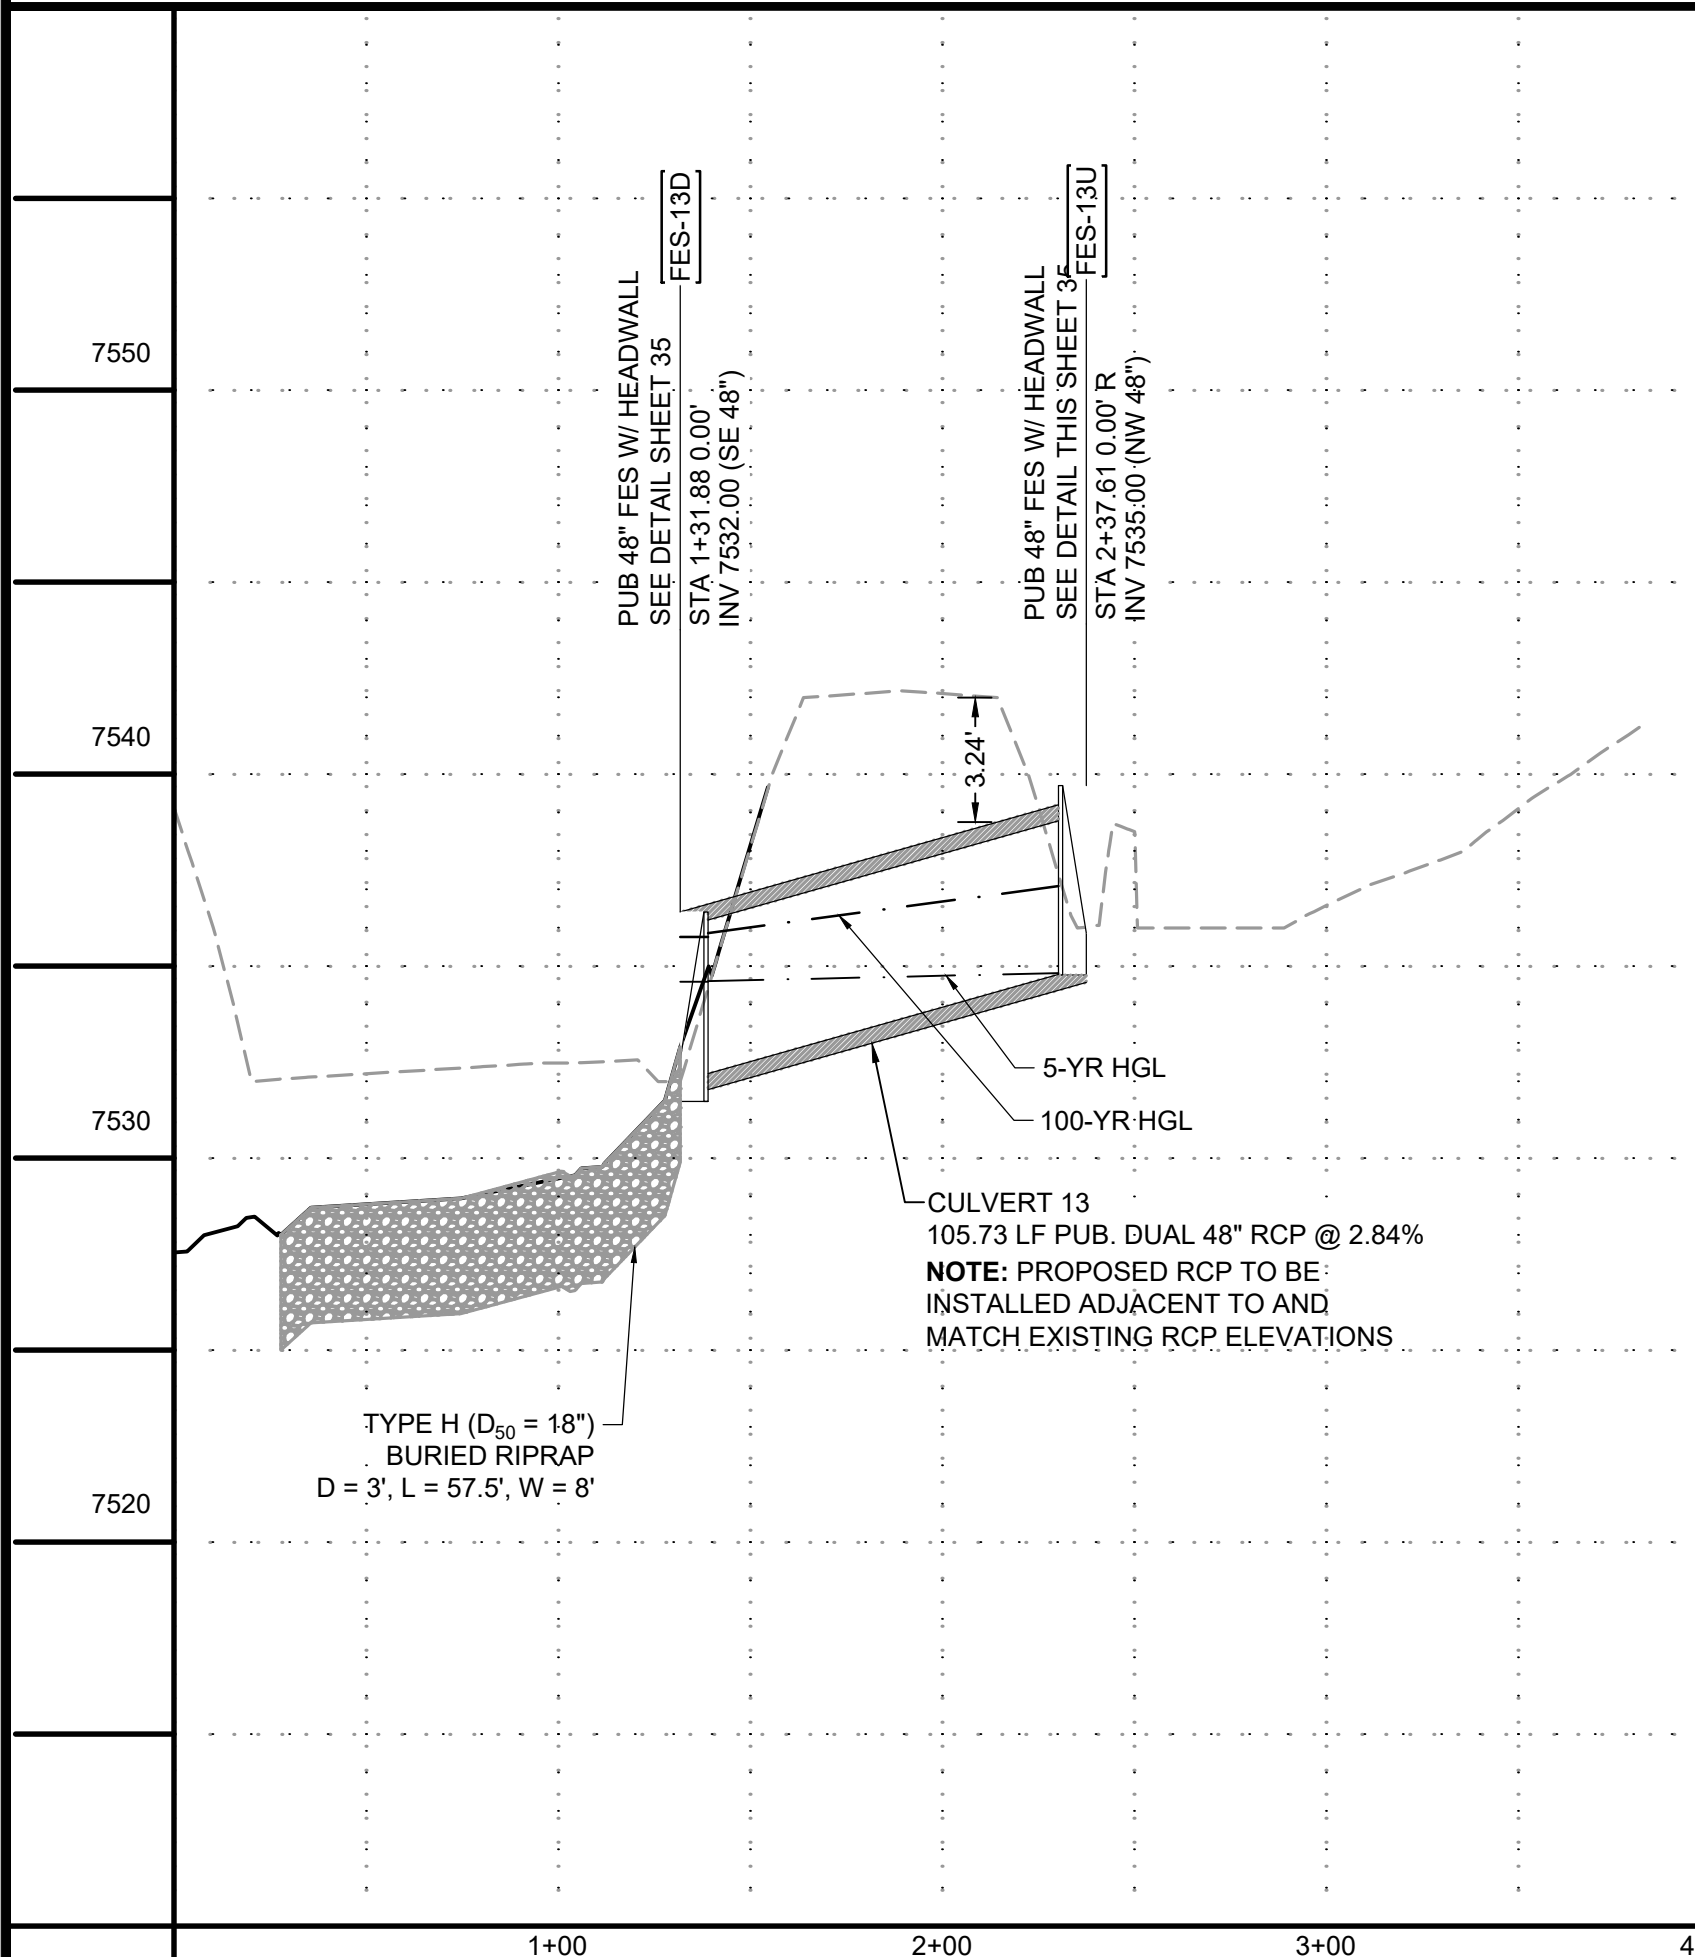 FES-13D
PUB 48" FES W/ HEADWALL
SEE DETAIL SHEET 35
STA 1+31.88 0.00'
INV 7532.00 (SE 48")
FES-13U
PUB 48" FES W/ HEADWALL
SEE DETAIL THIS SHEET 35
STA 2+37.61 0.00' R
INV 7535.00 (NW 48")
7550
7540
3.24'
7530
5-YR HGL
100-YR HGL
CULVERT 13
105.73 LF PUB. DUAL 48" RCP @ 2.84%
NOTE: PROPOSED RCP TO BE
INSTALLED ADJACENT TO AND
MATCH EXISTING RCP ELEVATIONS
TYPE H (D50 = 18")
BURIED RIPRAP
D = 3', L = 57.5', W = 8'
7520
1+00
2+00
3+00
4